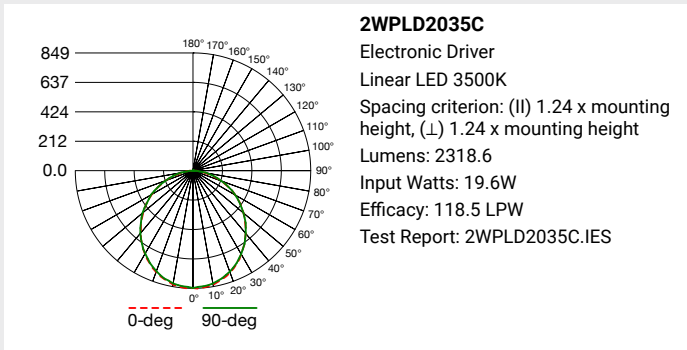 849
637
424
212
0.0
180°
170°
160°
150°
140°
130°
120°
110°
100°
90°
80°
70°
60°
50°
40°
30°
20°
10°
0°
0-deg
90-deg
2WPLD2035C
Electronic Driver
Linear LED 3500K
Spacing criterion: (II) 1.24 x mounting
height, (⊥) 1.24 x mounting height
Lumens: 2318.6
Input Watts: 19.6W
Efficacy: 118.5 LPW
Test Report: 2WPLD2035C.IES